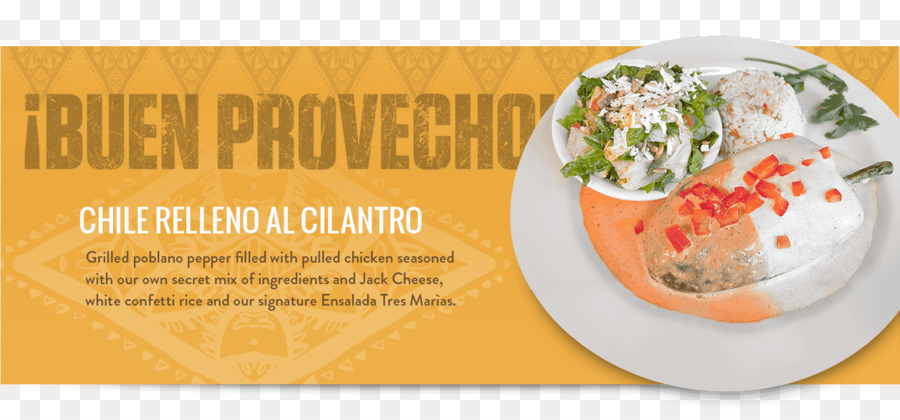 ¡BUEN PROVECHO!
CHILE RELLENO AL CILANTRO
Grilled poblano pepper filled with pulled chicken seasoned
with our own secret mix of ingredients and Jack Cheese,
white confetti rice and our signature Ensalada Tres Marìas.